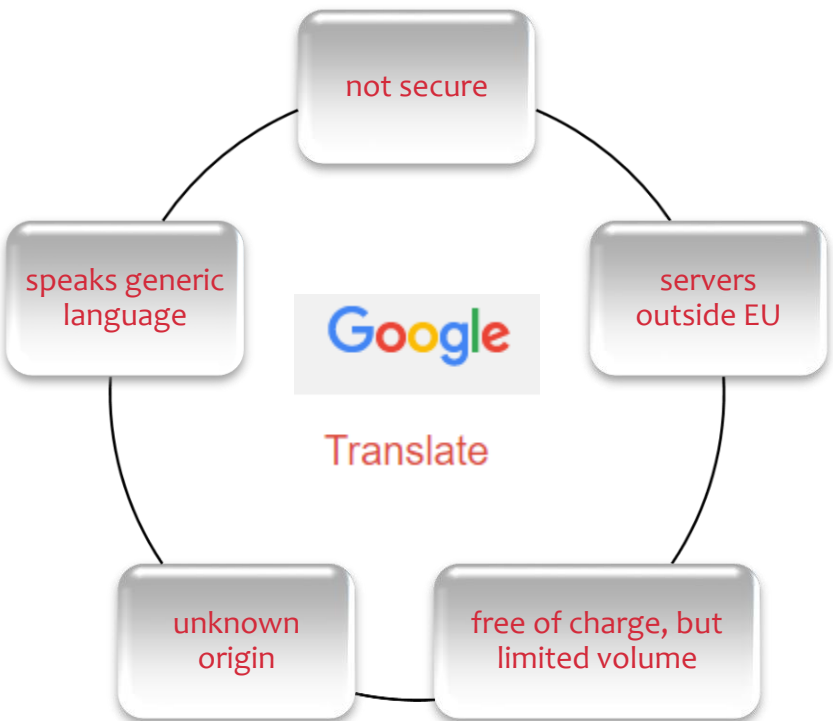 not secure
speaks generic
language
servers
outside EU
Google
Translate
unknown
origin
free of charge, but
limited volume